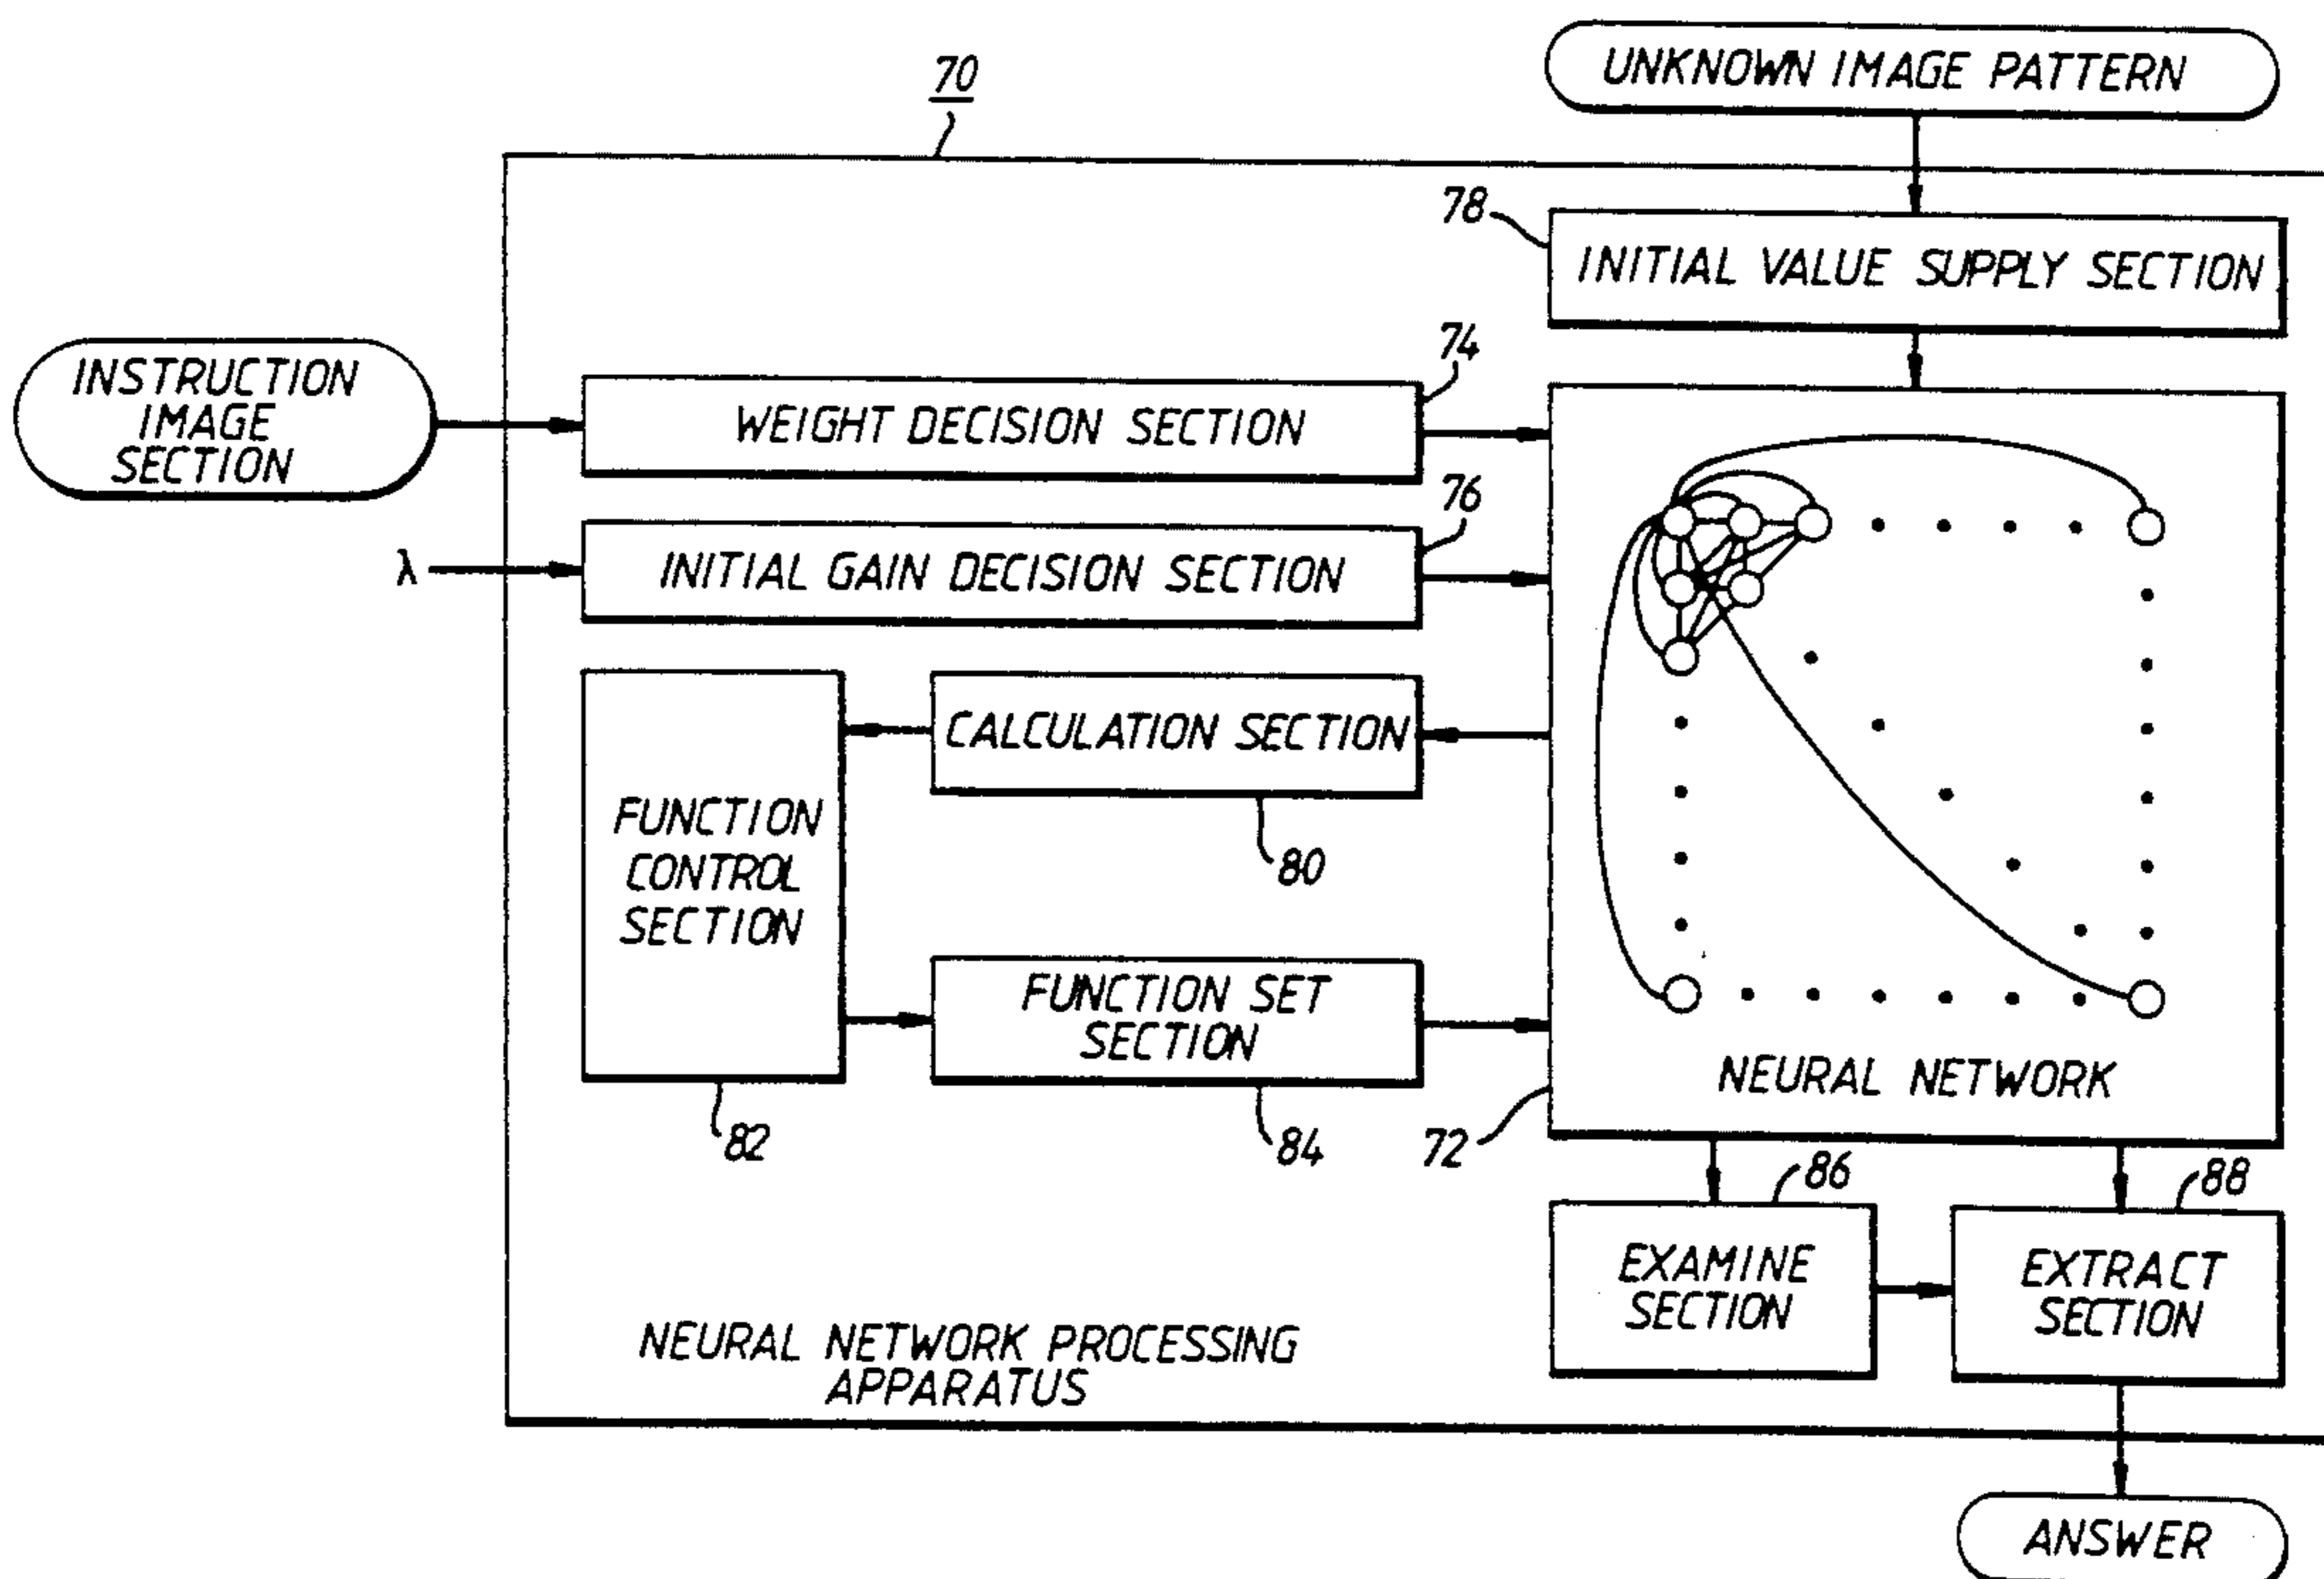 70
UNKNOWN IMAGE PATTERN
78
INITIAL VALUE SUPPLY SECTION
INSTRUCTION
IMAGE
SECTION
74
WEIGHT DECISION SECTION
76
λ
INITIAL GAIN DECISION SECTION
CALCULATION SECTION
80
FUNCTION
CONTROL
SECTION
82
FUNCTION SET
SECTION
84
NEURAL NETWORK
72
86
88
EXAMINE
SECTION
EXTRACT
SECTION
NEURAL NETWORK PROCESSING
APPARATUS
ANSWER